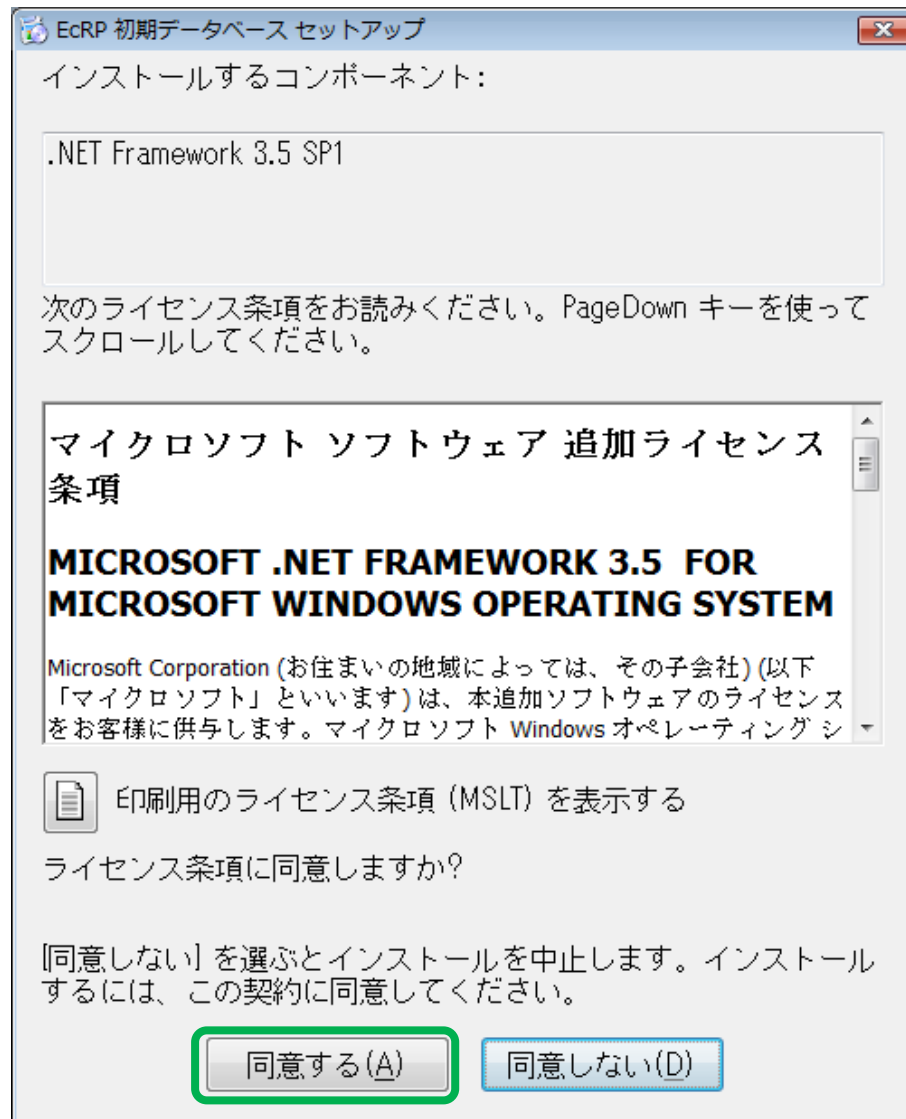 EcRP 初期データベース セットアップ
インストールするコンポーネント:
.NET Framework 3.5 SP1
次のライセンス条項をお読みください。PageDown キーを使って
スクロールしてください。
マイクロソフト ソフトウェア 追加ライセンス
条項
MICROSOFT .NET FRAMEWORK 3.5 FOR
MICROSOFT WINDOWS OPERATING SYSTEM
Microsoft Corporation (お住まいの地域によっては、その子会社) (以下
「マイクロソフト」といいます) は、本追加ソフトウェアのライセンス
をお客様に供与します。マイクロソフト Windows オペレーティング シ
印刷用のライセンス条項 (MSLT) を表示する
ライセンス条項に同意しますか?
[同意しない] を選ぶとインストールを中止します。インストール
するには、この契約に同意してください。
同意する(A) 同意しない(D)